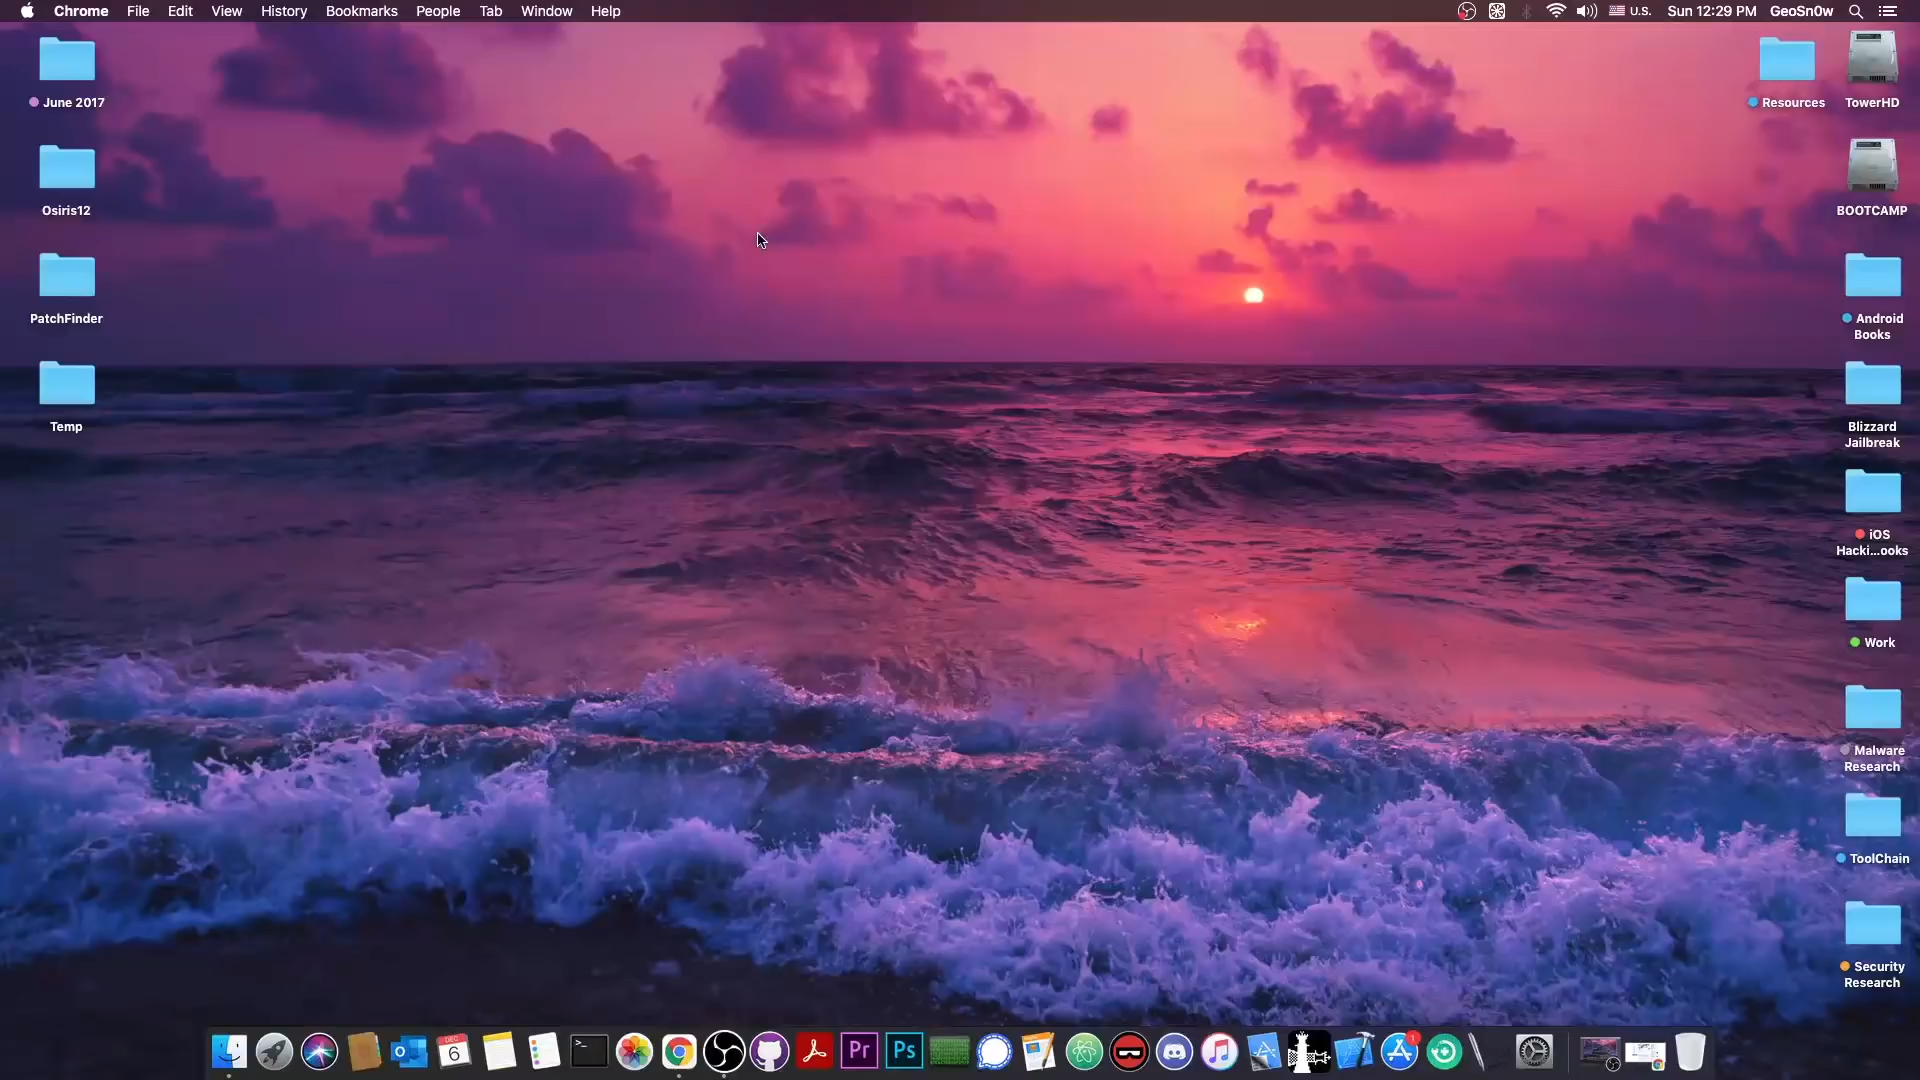 Chrome File Edit View History Bookmarks People Tab Window Help
U.S. Sun 12:29 PM GeoSn0w
June 2017
Osiris12
PatchFinder
Temp
Resources
TowerHD
BOOTCAMP
Android
Books
Blizzard
Jailbreak
iOS
Hacki...ooks
Work
Malware
Research
ToolChain
Security
Research
DEC
6
Pr
Ps
1